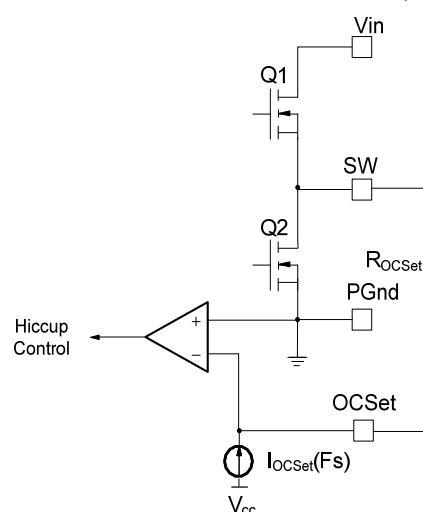 Vin
Q1
SW
Q2
ROCSet
PGnd
Hiccup
Control
+
−
OCSet
IOCSet(Fs)
Vcc